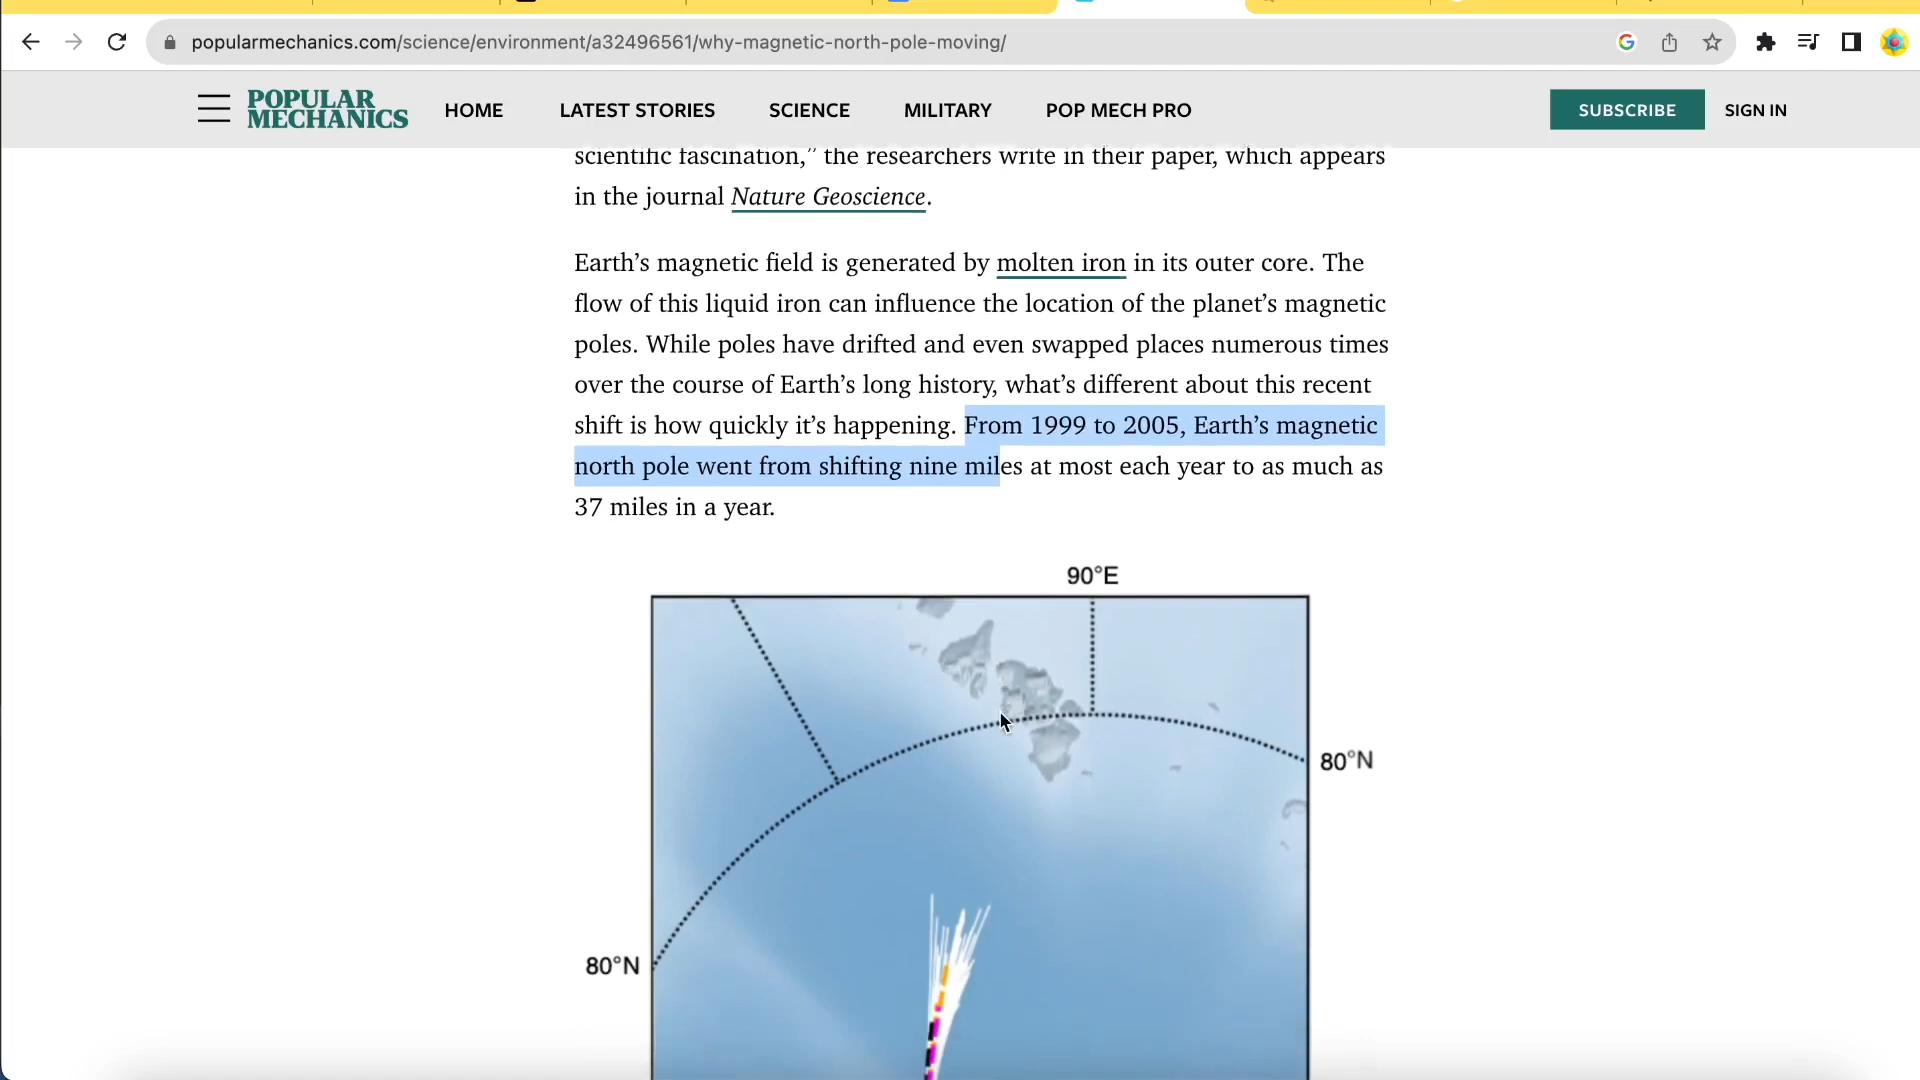 popularmechanics.com/science/environment/a32496561/why-magnetic-north-pole-moving/
POPULAR
MECHANICS
HOME
LATEST STORIES
SCIENCE
MILITARY
POP MECH PRO
SUBSCRIBE
SIGN IN
scientific fascination,” the researchers write in their paper, which appears
in the journal Nature Geoscience.
Earth’s magnetic field is generated by molten iron in its outer core. The
flow of this liquid iron can influence the location of the planet’s magnetic
poles. While poles have drifted and even swapped places numerous times
over the course of Earth’s long history, what’s different about this recent
shift is how quickly it’s happening. From 1999 to 2005, Earth’s magnetic
north pole went from shifting nine miles at most each year to as much as
37 miles in a year.
90°E
80°N
80°N